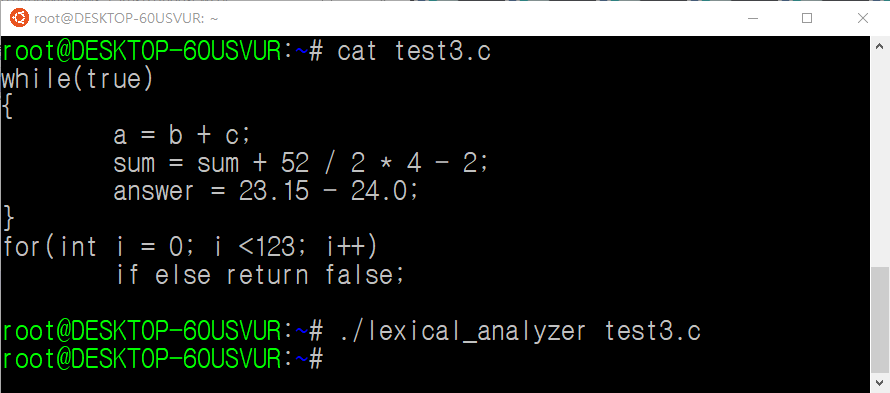 root@DESKTOP-60USVUR: ~
root@DESKTOP-60USVUR:~# cat test3.c
while(true)
{
        a = b + c;
        sum = sum + 52 / 2 * 4 - 2;
        answer = 23.15 - 24.0;
}
for(int i = 0; i <123; i++)
        if else return false;

root@DESKTOP-60USVUR:~# ./lexical_analyzer test3.c
root@DESKTOP-60USVUR:~#